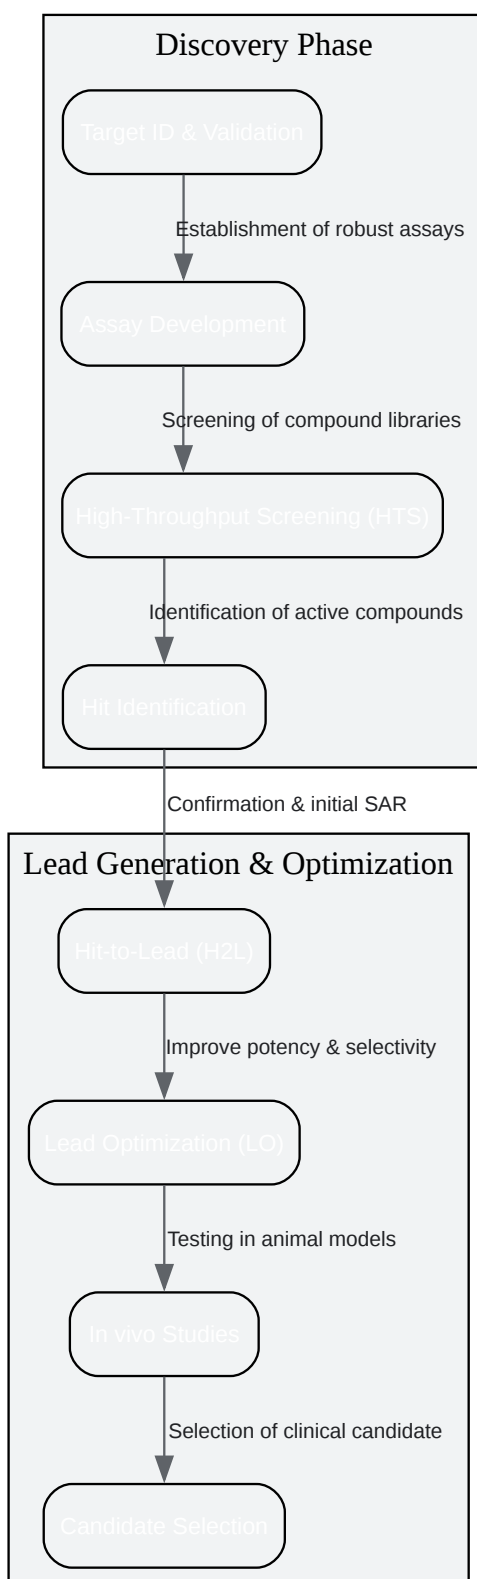 Discovery Phase
Target ID & Validation
Establishment of robust assays
Assay Development
Screening of compound libraries
High-Throughput Screening (HTS)
Identification of active compounds
Hit Identification
Confirmation & initial SAR
Lead Generation & Optimization
Hit-to-Lead (H2L)
Improve potency & selectivity
Lead Optimization (LO)
Testing in animal models
In vivo Studies
Selection of clinical candidate
Candidate Selection